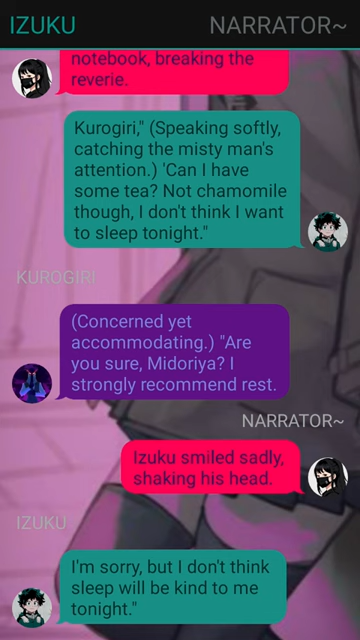 IZUKU NARRATOR~
notebook, breaking the
reverie.
Kurogiri," (Speaking softly,
catching the misty man's
attention.) 'Can I have
some tea? Not chamomile
though, I don't think I want
to sleep tonight."
KUROGIRI
(Concerned yet
accommodating.) "Are
you sure, Midoriya? I
strongly recommend rest.
NARRATOR~
Izuku smiled sadly,
shaking his head.
IZUKU
I'm sorry, but I don't think
sleep will be kind to me
tonight."